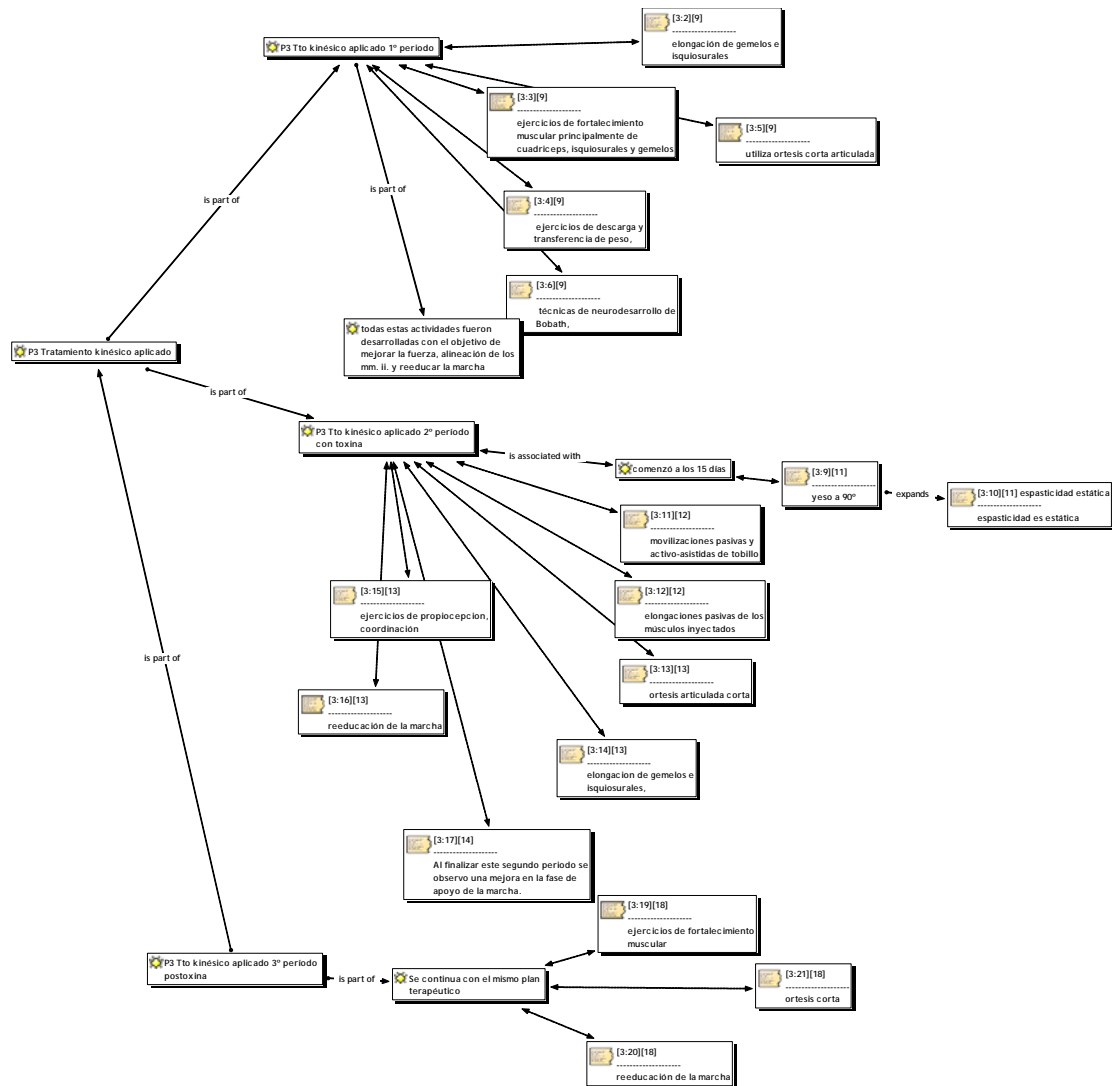 [3:2][9]
--------------------
elongación de gemelos e
isquiosurales
P3 Tto kinésico aplicado 1º periodo
[3:3][9]
--------------------
ejercicios de fortalecimiento
muscular principalmente de
cuadriceps, isquiosurales y gemelos
[3:5][9]
--------------------
utiliza ortesis corta articulada
is part of
is part of
[3:4][9]
--------------------
ejercicios de descarga y
transferencia de peso,
[3:6][9]
--------------------
técnicas de neurodesarrollo de
Bobath,
todas estas actividades fueron
desarrolladas con el objetivo de
mejorar la fuerza, alineación de los
mm. ii. y reeducar la marcha
P3 Tratamiento kinésico aplicado
is part of
P3 Tto kinésico aplicado 2º período
con toxina
is associated with
comenzó a los 15 días
[3:9][11]
--------------------
yeso a 90º
expands
[3:10][11] espasticidad estática
--------------------
espasticidad es estática
[3:11][12]
--------------------
movilizaciones pasivas y
activo-asistidas de tobillo
[3:15][13]
--------------------
ejercicios de propiocepcion,
coordinación
[3:12][12]
--------------------
elongaciones pasivas de los
músculos inyectados
is part of
[3:13][13]
--------------------
ortesis articulada corta
[3:16][13]
--------------------
reeducación de la marcha
[3:14][13]
--------------------
elongacion de gemelos e
isquiosurales,
[3:17][14]
--------------------
Al finalizar este segundo periodo se
observo una mejora en la fase de
apoyo de la marcha.
[3:19][18]
--------------------
ejercicios de fortalecimiento
muscular
P3 Tto kinésico aplicado 3º periodo
postoxina
is part of
Se continua con el mismo plan
terapéutico
[3:21][18]
--------------------
ortesis corta
[3:20][18]
--------------------
reeducación de la marcha